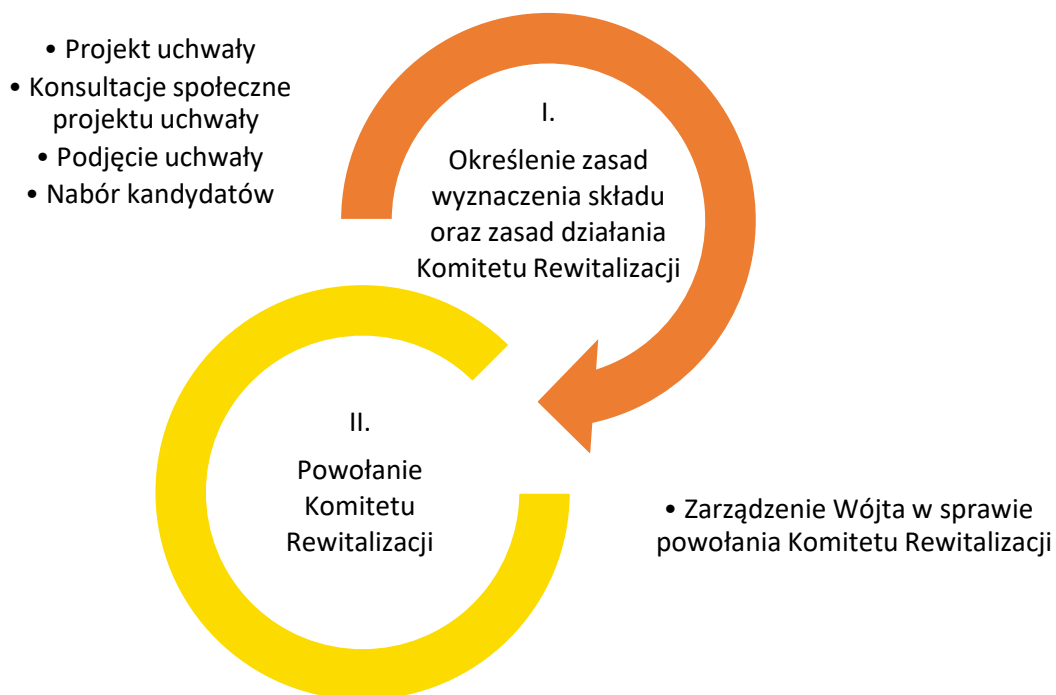 • Projekt uchwały
• Konsultacje społeczne
projektu uchwały
• Podjęcie uchwały
• Nabór kandydatów
I.
Określenie zasad
wyznaczenia składu
oraz zasad działania
Komitetu Rewitalizacji
II.
Powołanie
Komitetu
Rewitalizacji
• Zarządzenie Wójta w sprawie
powołania Komitetu Rewitalizacji